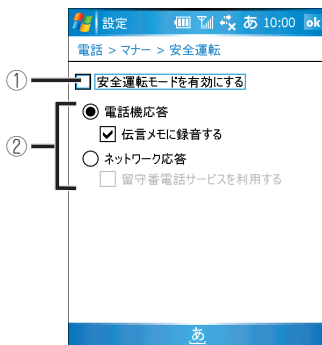 設定 あ 10:00 ok
電話 > マナー > 安全運転
① 安全運転モードを有効にする
② 電話機応答
伝言メモに録音する
ネットワーク応答
留守番電話サービスを利用する
あ